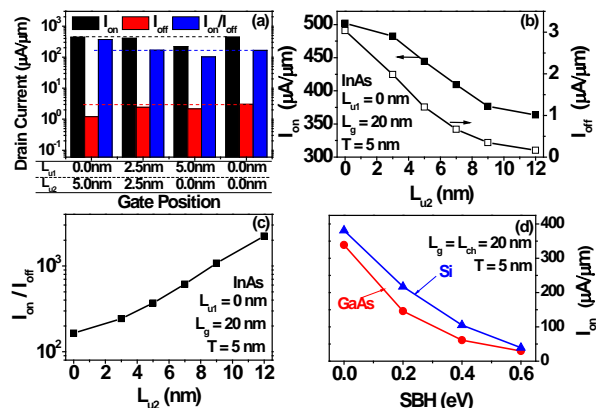 (a)
I_on I_off I_on/I_off
Drain Current (µA/µm)
10^3
10^2
10^1
10^0
10^-1
L_u1 0.0nm 2.5nm 5.0nm 0.0nm
L_u2 5.0nm 2.5nm 0.0nm 0.0nm
Gate Position
(b)
I_on (µA/µm)
500
450
400
350
300
InAs
L_u1 = 0 nm
L_g = 20 nm
T = 5 nm
3
2
1
0
I_off (µA/µm)
0 2 4 6 8 10 12
L_u2 (nm)
(c)
I_on / I_off
10^3
10^2
InAs
L_u1 = 0 nm
L_g = 20 nm
T = 5 nm
0 2 4 6 8 10 12
L_u2 (nm)
(d)
L_g = L_ch = 20 nm
T = 5 nm
Si
GaAs
400
300
200
100
0
I_on (µA/µm)
0.0 0.2 0.4 0.6
SBH (eV)